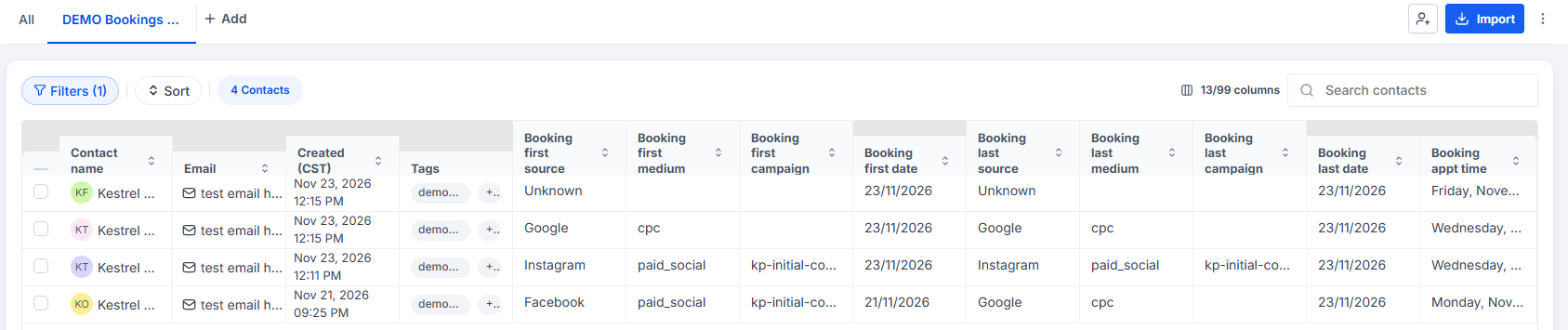 All DEMO Bookings ... + Add Import
Filters (1) Sort 4 Contacts 13/99 columns Search contacts
Contact name Email Created (CST) Tags Booking first source Booking first medium Booking first campaign Booking first date Booking last source Booking last medium Booking last campaign Booking last date Booking appt time
KF Kestrel ... test email h... Nov 23, 2026 12:15 PM demo... +.. Unknown 23/11/2026 Unknown 23/11/2026 Friday, Nove...
KT Kestrel ... test email h... Nov 23, 2026 12:15 PM demo... +.. Google cpc 23/11/2026 Google cpc 23/11/2026 Wednesday, ...
KT Kestrel ... test email h... Nov 23, 2026 12:11 PM demo... +.. Instagram paid_social kp-initial-co... 23/11/2026 Instagram paid_social kp-initial-co... 23/11/2026 Wednesday, ...
KO Kestrel ... test email h... Nov 21, 2026 09:25 PM demo... +.. Facebook paid_social kp-initial-co... 21/11/2026 Google cpc 23/11/2026 Monday, Nov...